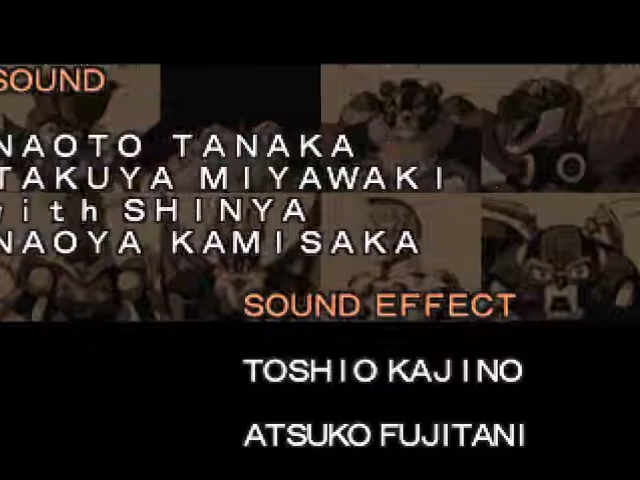 SOUND
NAOTO TANAKA
TAKUYA MIYAWAKI
with SHINYA
NAOYA KAMISAKA
SOUND EFFECT
TOSHIO KAJINO
ATSUKO FUJITANI